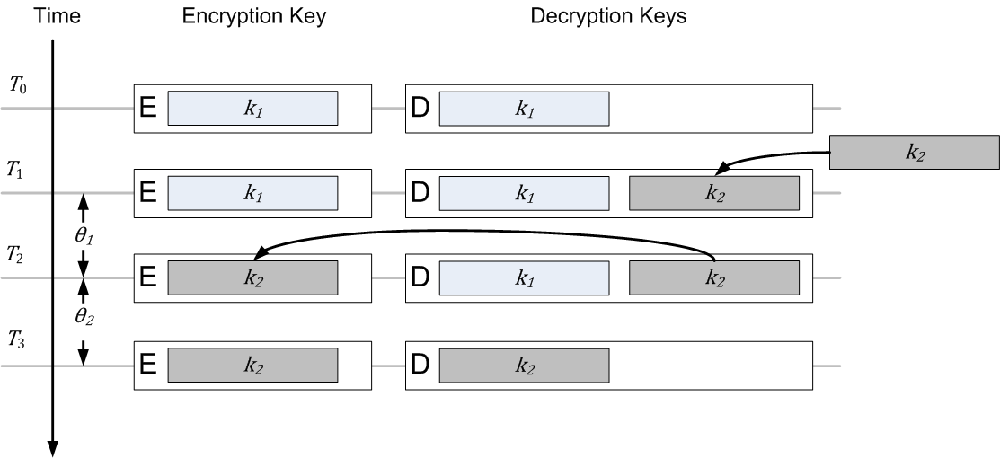 Time Encryption Key Decryption Keys
T0 E k1 D k1
k2
T1 E k1 D k1 k2
θ1
T2 E k2 D k1 k2
θ2
T3 E k2 D k2